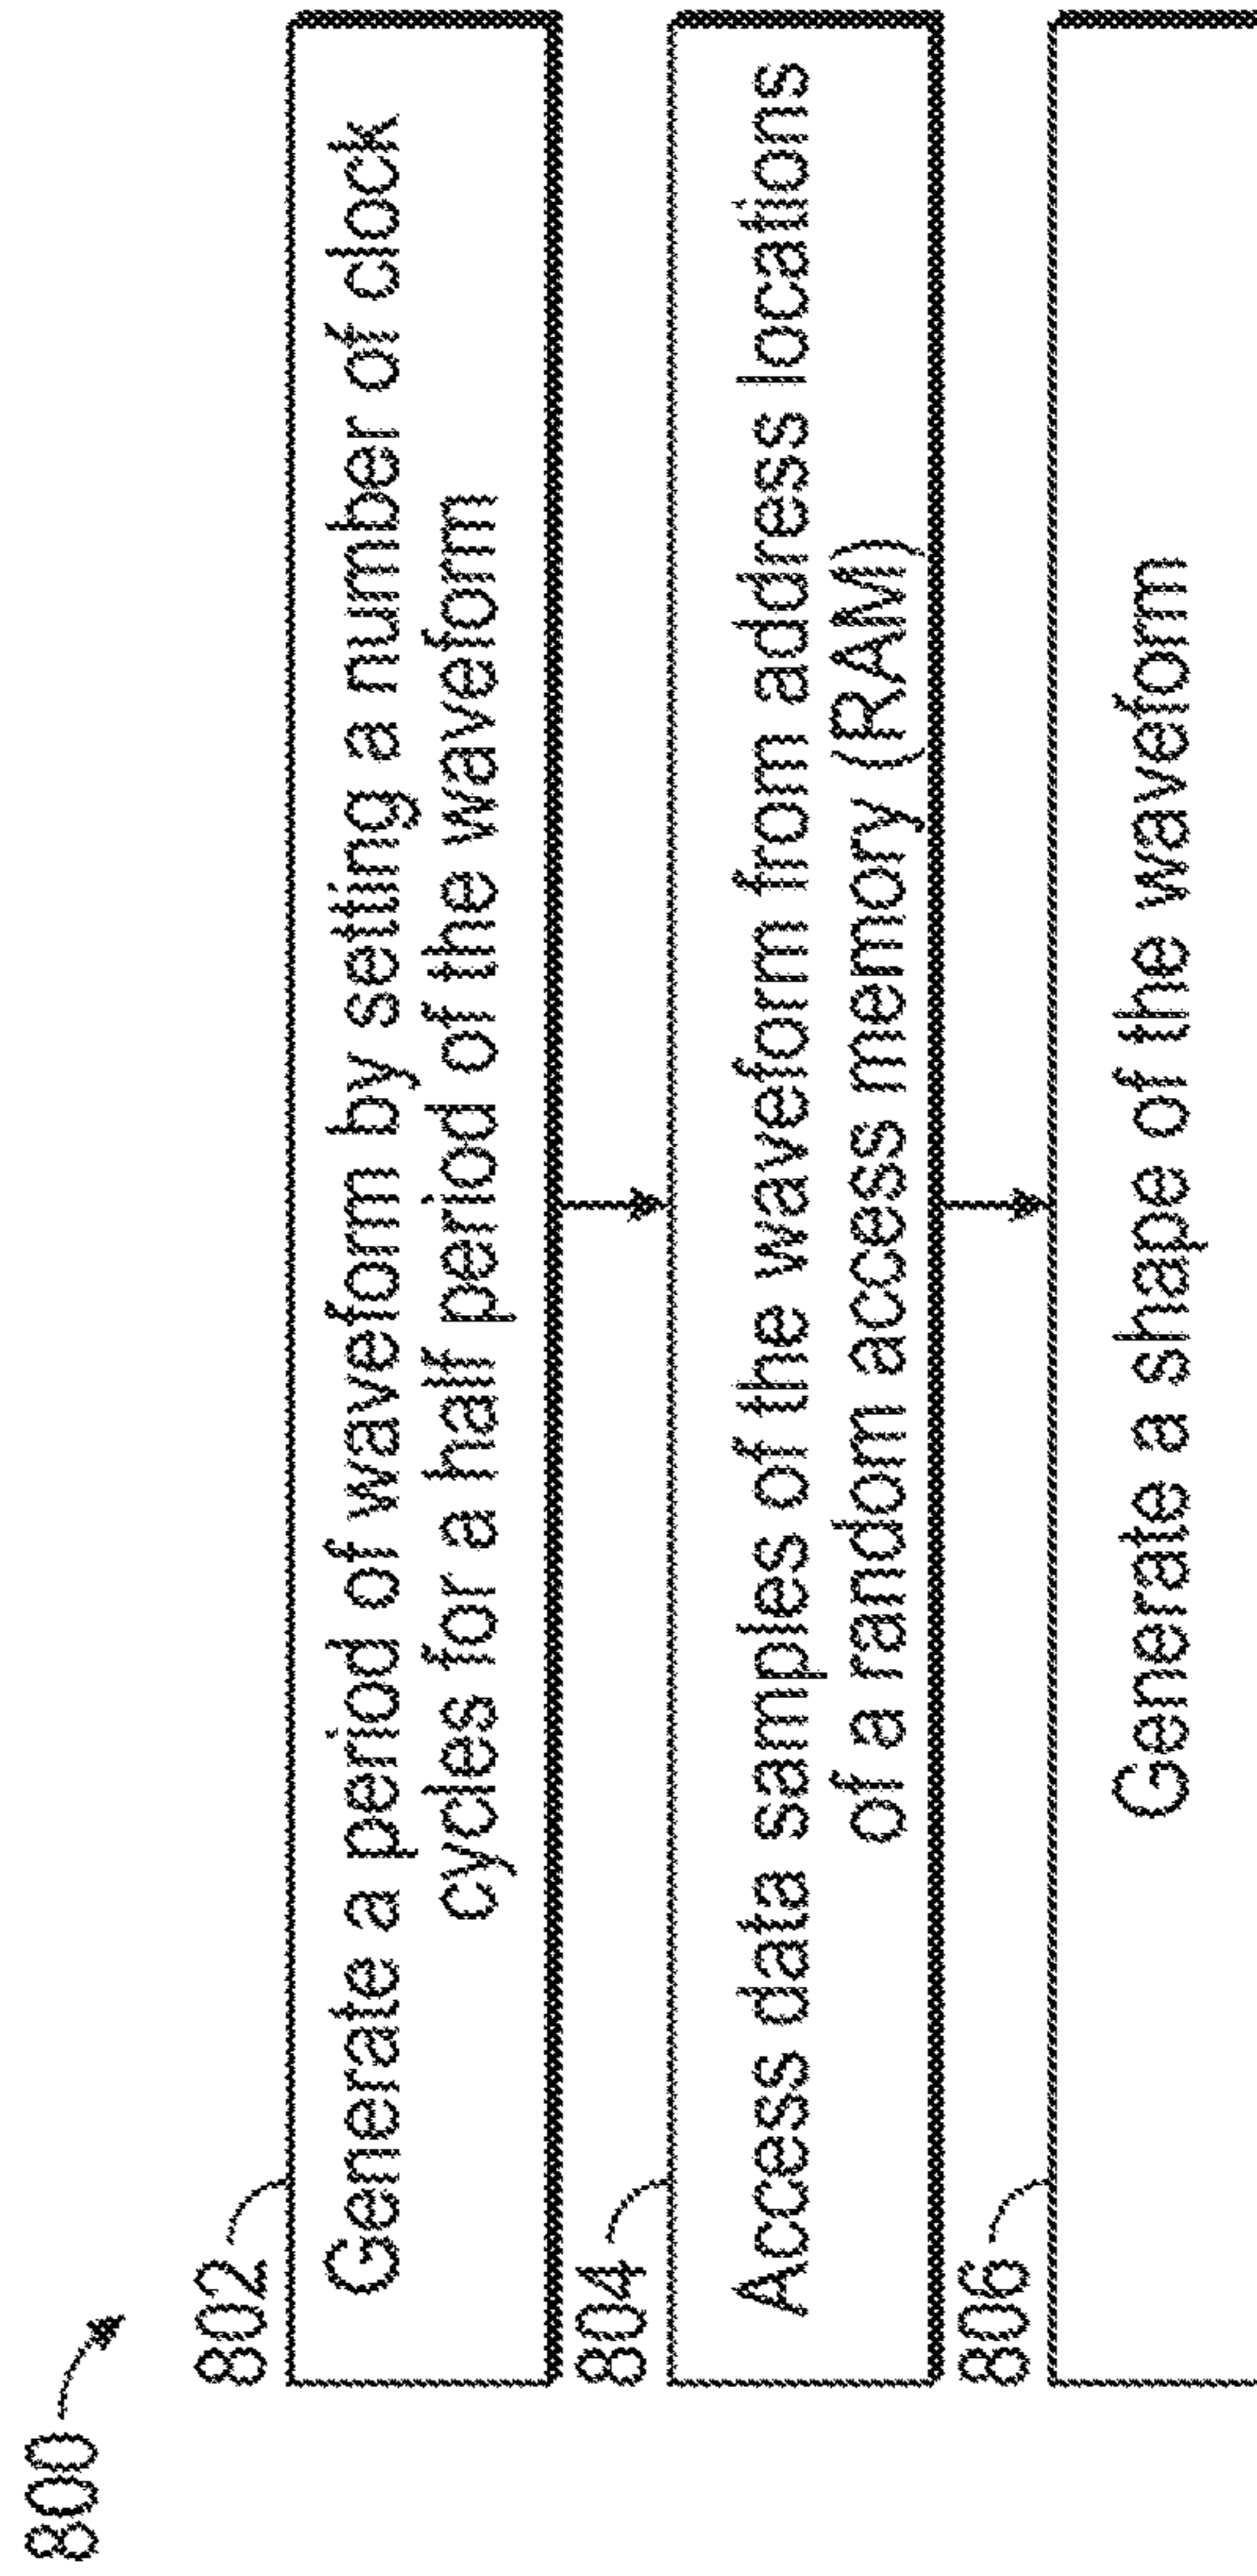 800
802
Generate a period of waveform by setting a number of clock
cycles for a half period of the waveform
804
Access data samples of the waveform from address locations
of a random access memory (RAM)
806
Generate a shape of the waveform